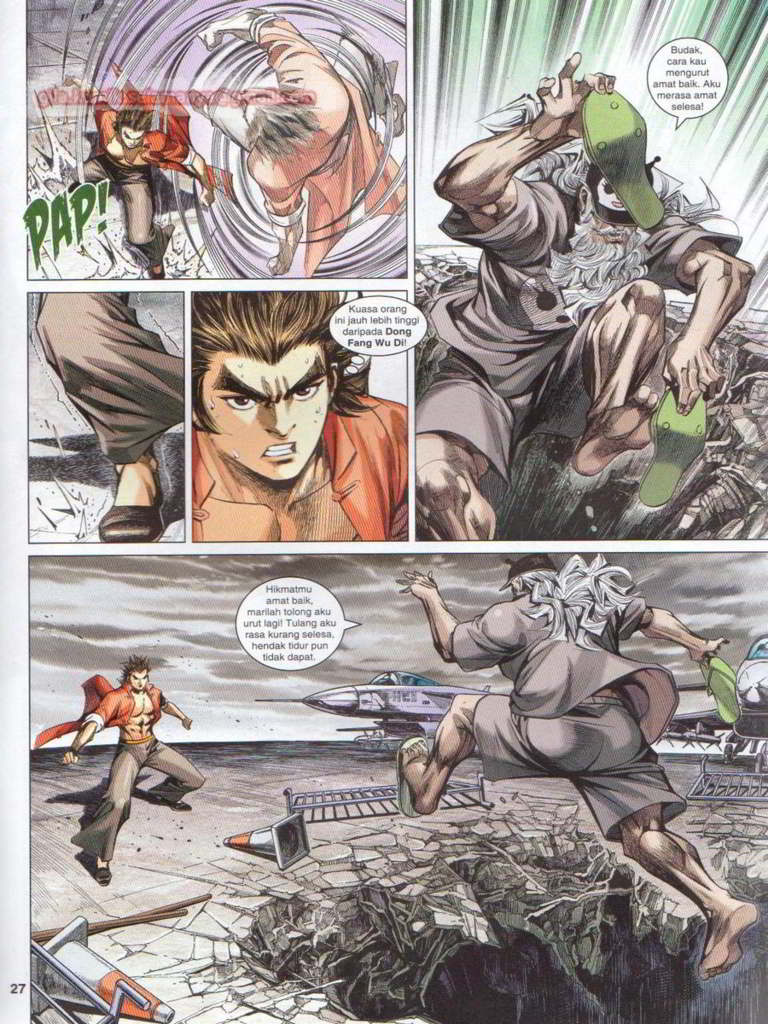 PAP!
Budak,
cara kau
mengurut
amat baik. Aku
merasa amat
selesa!
Kuasa orang
ini jauh lebih tinggi
daripada Dong
Fang Wu Di!
Hikmatmu
amat baik,
marilah tolong aku
urut lagi! Tulang aku
rasa kurang selesa,
hendak tidur pun
tidak dapat.
27